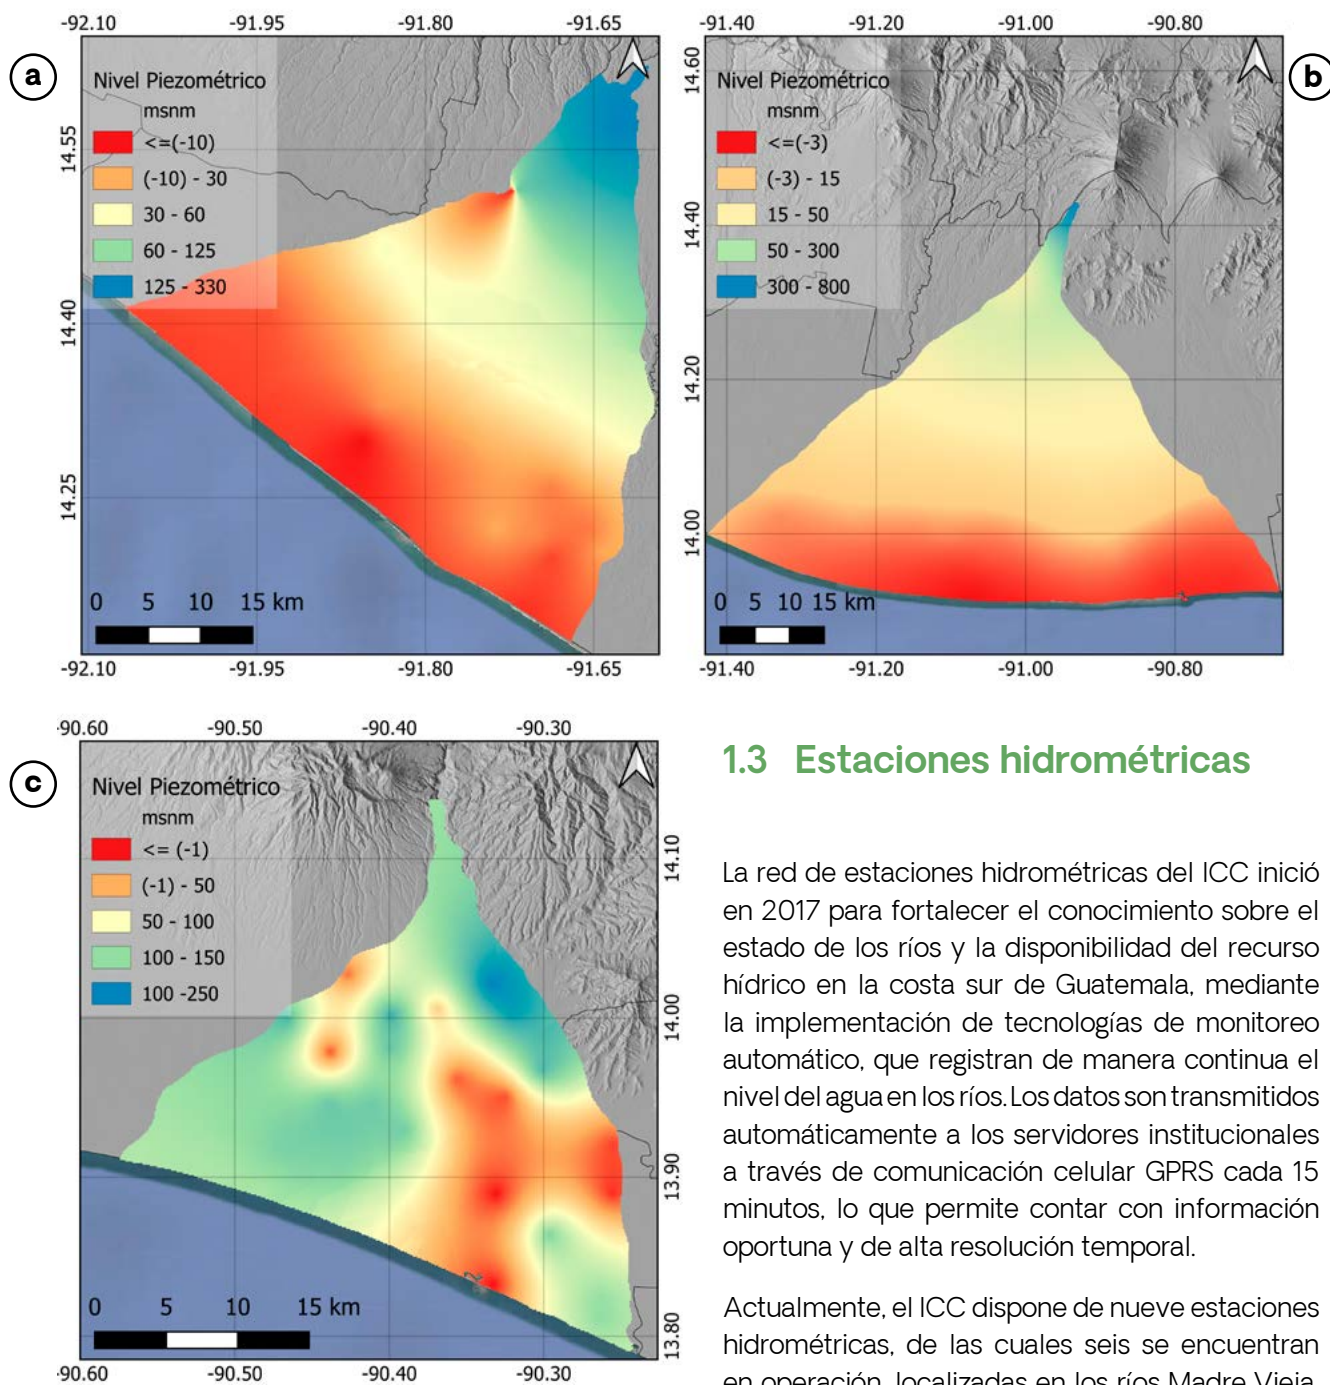 -92.10 -91.95 -91.80 -91.65
a
Nivel Piezométrico
msnm
<=(-10)
(-10) - 30
30 - 60
60 - 125
125 - 330
14.55
14.40
14.25
0 5 10 15 km
-92.10 -91.95 -91.80 -91.65
-91.40 -91.20 -91.00 -90.80
b
Nivel Piezométrico
msnm
<=(-3)
(-3) - 15
15 - 50
50 - 300
300 - 800
14.60
14.40
14.20
14.00
0 5 10 15 km
-91.40 -91.20 -91.00 -90.80
-90.60 -90.50 -90.40 -90.30
c
Nivel Piezométrico
msnm
<= (-1)
(-1) - 50
50 - 100
100 - 150
100 -250
14.10
14.00
13.90
13.80
0 5 10 15 km
-90.60 -90.50 -90.40 -90.30
1.3 Estaciones hidrométricas
La red de estaciones hidrométricas del ICC inició
en 2017 para fortalecer el conocimiento sobre el
estado de los ríos y la disponibilidad del recurso
hídrico en la costa sur de Guatemala, mediante
la implementación de tecnologías de monitoreo
automático, que registran de manera continua el
nivel del agua en los ríos. Los datos son transmitidos
automáticamente a los servidores institucionales
a través de comunicación celular GPRS cada 15
minutos, lo que permite contar con información
oportuna y de alta resolución temporal.
Actualmente, el ICC dispone de nueve estaciones
hidrométricas, de las cuales seis se encuentran
en operación, localizadas en los ríos Madre Vieja,